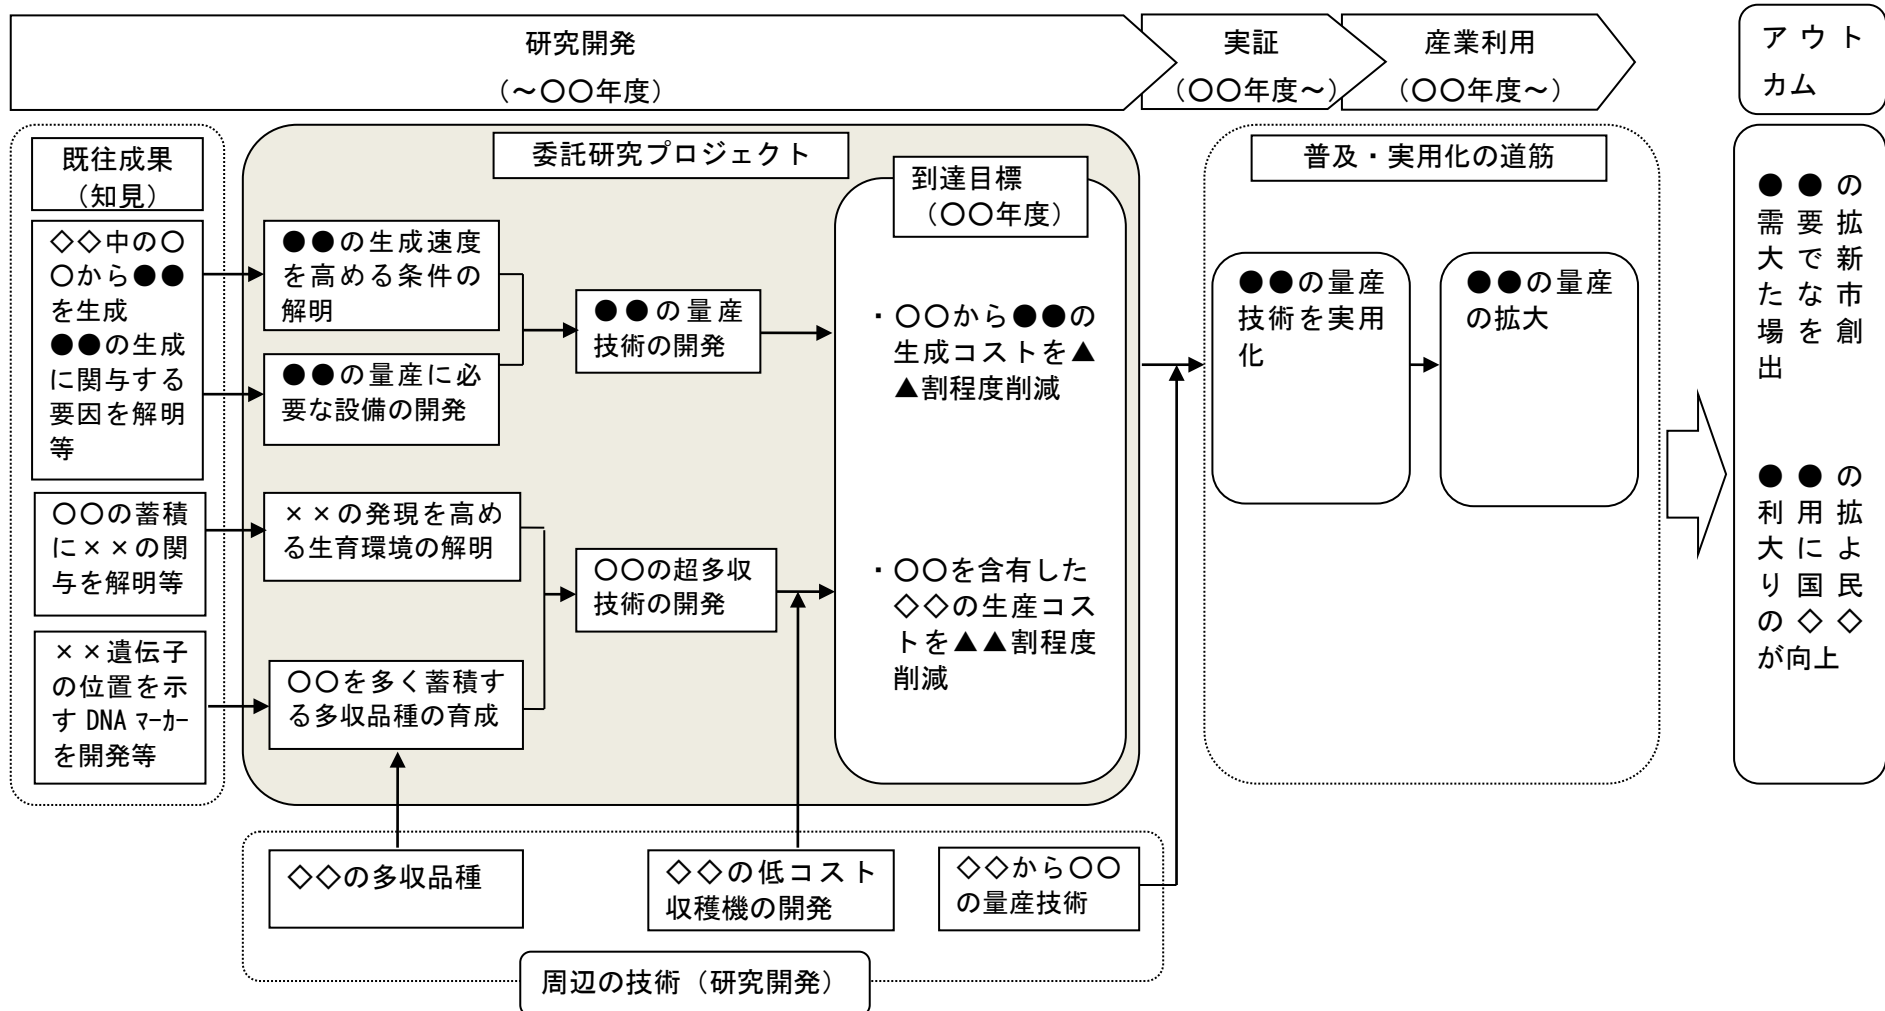 研究開発
（～〇〇年度）
実証
（〇〇年度～）
産業利用
（〇〇年度～）
アウト
カム
既往成果
（知見）
◇◇中の〇
〇から●●
を生成
●●の生成
に関与する
要因を解明
等
〇〇の蓄積
に××の関
与を解明等
××遺伝子
の位置を示
す DNA ﾏｰｶｰ
を開発等
委託研究プロジェクト
●●の生成速度
を高める条件の
解明
●●の量産に必
要な設備の開発
××の発現を高め
る生育環境の解明
〇〇を多く蓄積す
る多収品種の育成
●●の量産
技術の開発
〇〇の超多収
技術の開発
到達目標
（〇〇年度）
・〇〇から●●の
生成コストを▲
▲割程度削減
・〇〇を含有した
◇◇の生産コス
トを▲▲割程度
削減
普及・実用化の道筋
●●の量産
技術を実用
化
●●の量産
の拡大
●●の
需要拡
大で新
たな市
場を創
出
●●の
利用拡
大によ
り国民
の◇◇
が向上
◇◇の多収品種
◇◇の低コスト
収穫機の開発
◇◇から〇〇
の量産技術
周辺の技術（研究開発）